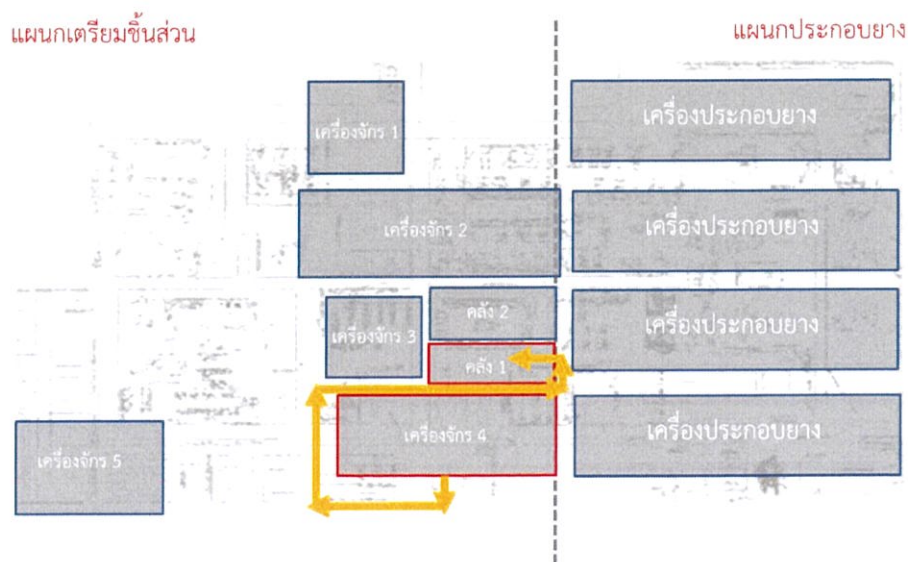 แผนกเตรียมชิ้นส่วน
แผนกประกอบยาง
เครื่องจักร 1
เครื่องประกอบยาง
เครื่องจักร 2
เครื่องประกอบยาง
คลัง 2
เครื่องจักร 3
เครื่องประกอบยาง
คลัง 1
เครื่องจักร 4
เครื่องประกอบยาง
เครื่องจักร 5